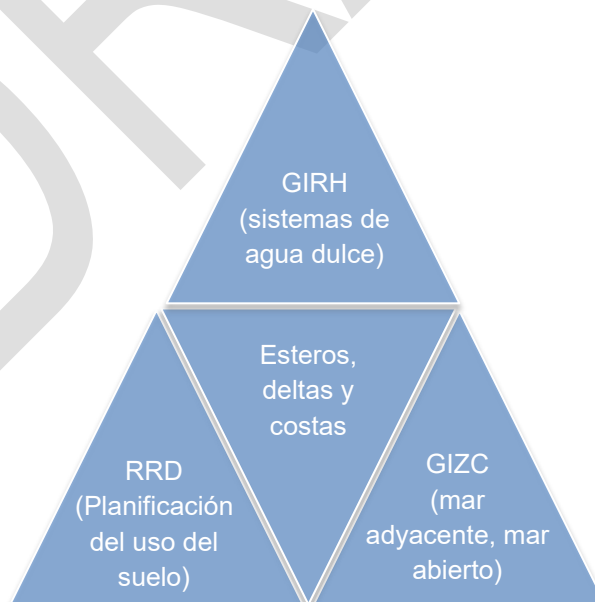 GIRH
(sistemas de
agua dulce)
Esteros,
deltas y
costas
RRD
(Planificación
del uso del
suelo)
GIZC
(mar
adyacente, mar
abierto)